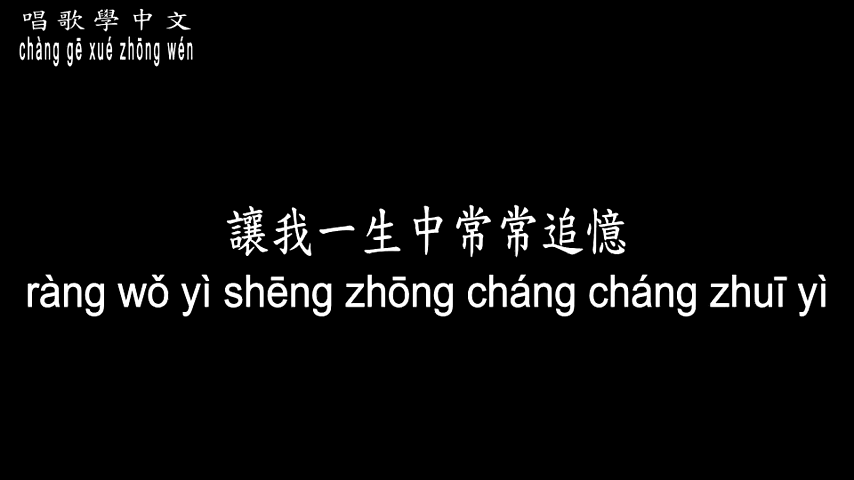 唱歌學中文
chàng gē xué zhōng wén
讓我一生中常常追憶
ràng wǒ yì shēng zhōng cháng cháng zhuī yì